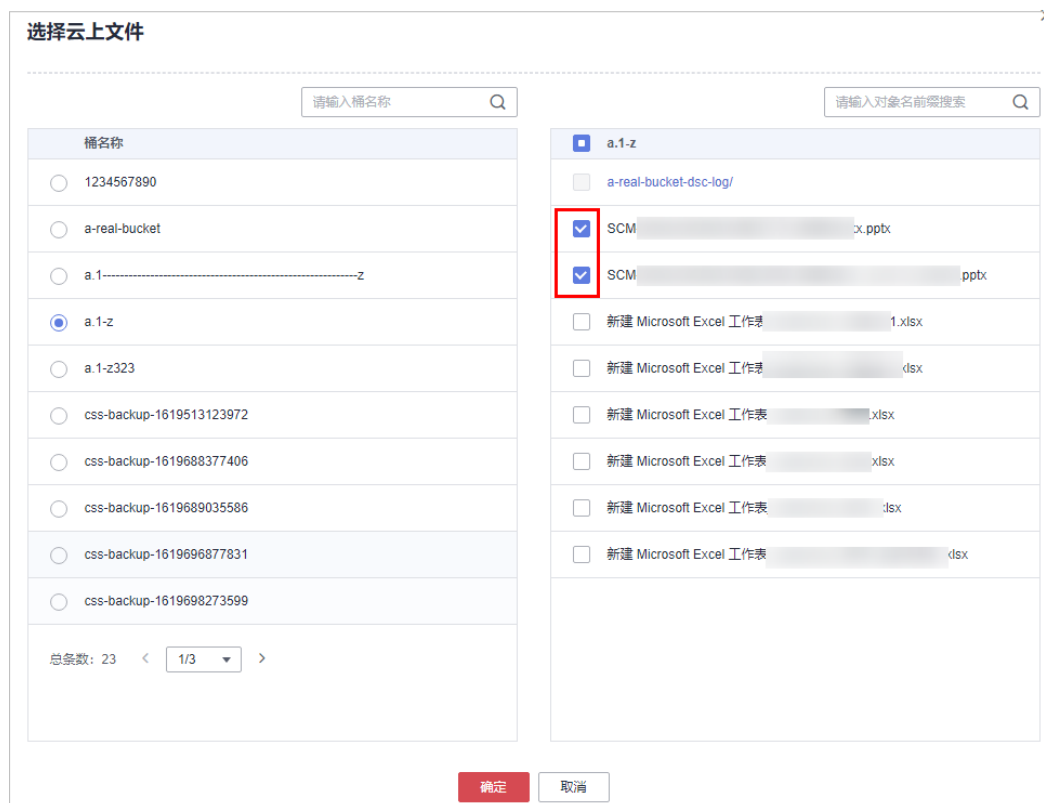 选择云上文件
请输入桶名称
桶名称
1234567890
a-real-bucket
a.1-----------------------------------------------------------z
a.1-z
a.1-z323
css-backup-1619513123972
css-backup-1619688377406
css-backup-1619689035586
css-backup-1619696877831
css-backup-1619698273599
总条数: 23
1/3
请输入对象名前缀搜索
a.1-z
a-real-bucket-dsc-log/
SCM .pptx
SCM .pptx
新建 Microsoft Excel 工作表 1.xlsx
新建 Microsoft Excel 工作表 xlsx
新建 Microsoft Excel 工作表 .xlsx
新建 Microsoft Excel 工作表 xlsx
新建 Microsoft Excel 工作表 xlsx
新建 Microsoft Excel 工作表 xlsx
确定
取消